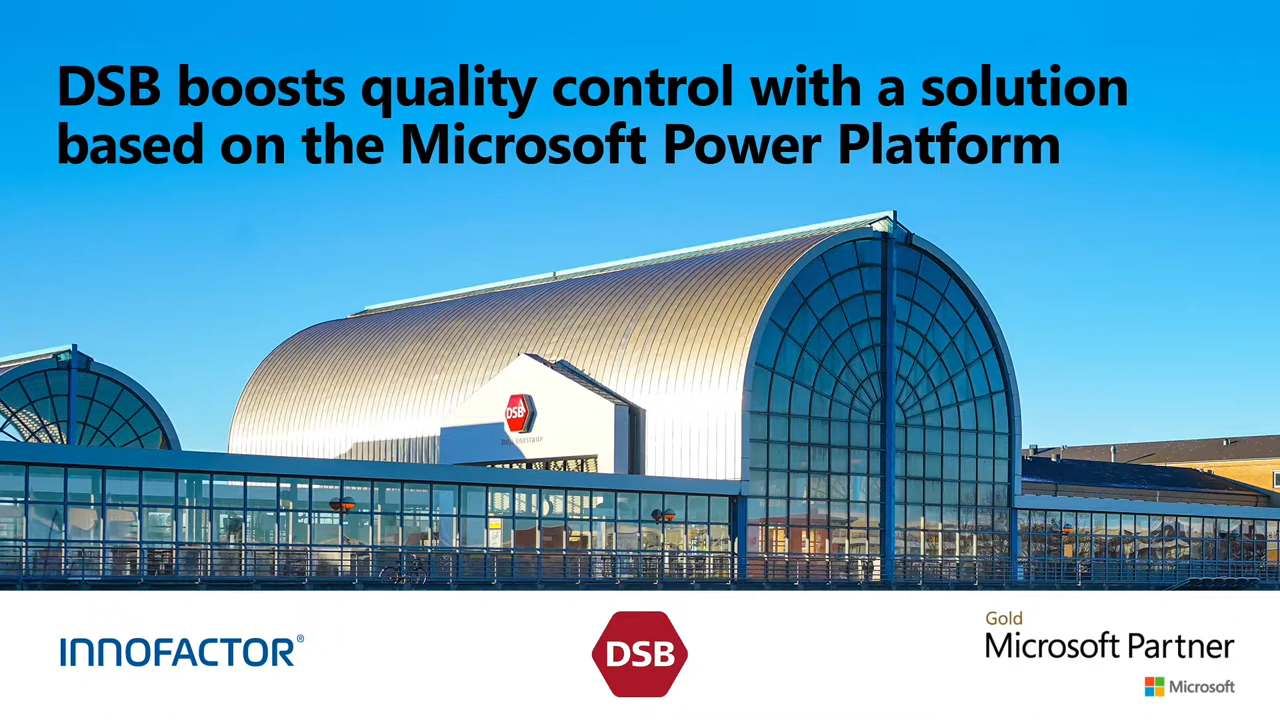 DSB boosts quality control with a solution
based on the Microsoft Power Platform
DSB
INNOFACTOR®
DSB
Gold
Microsoft Partner
Microsoft